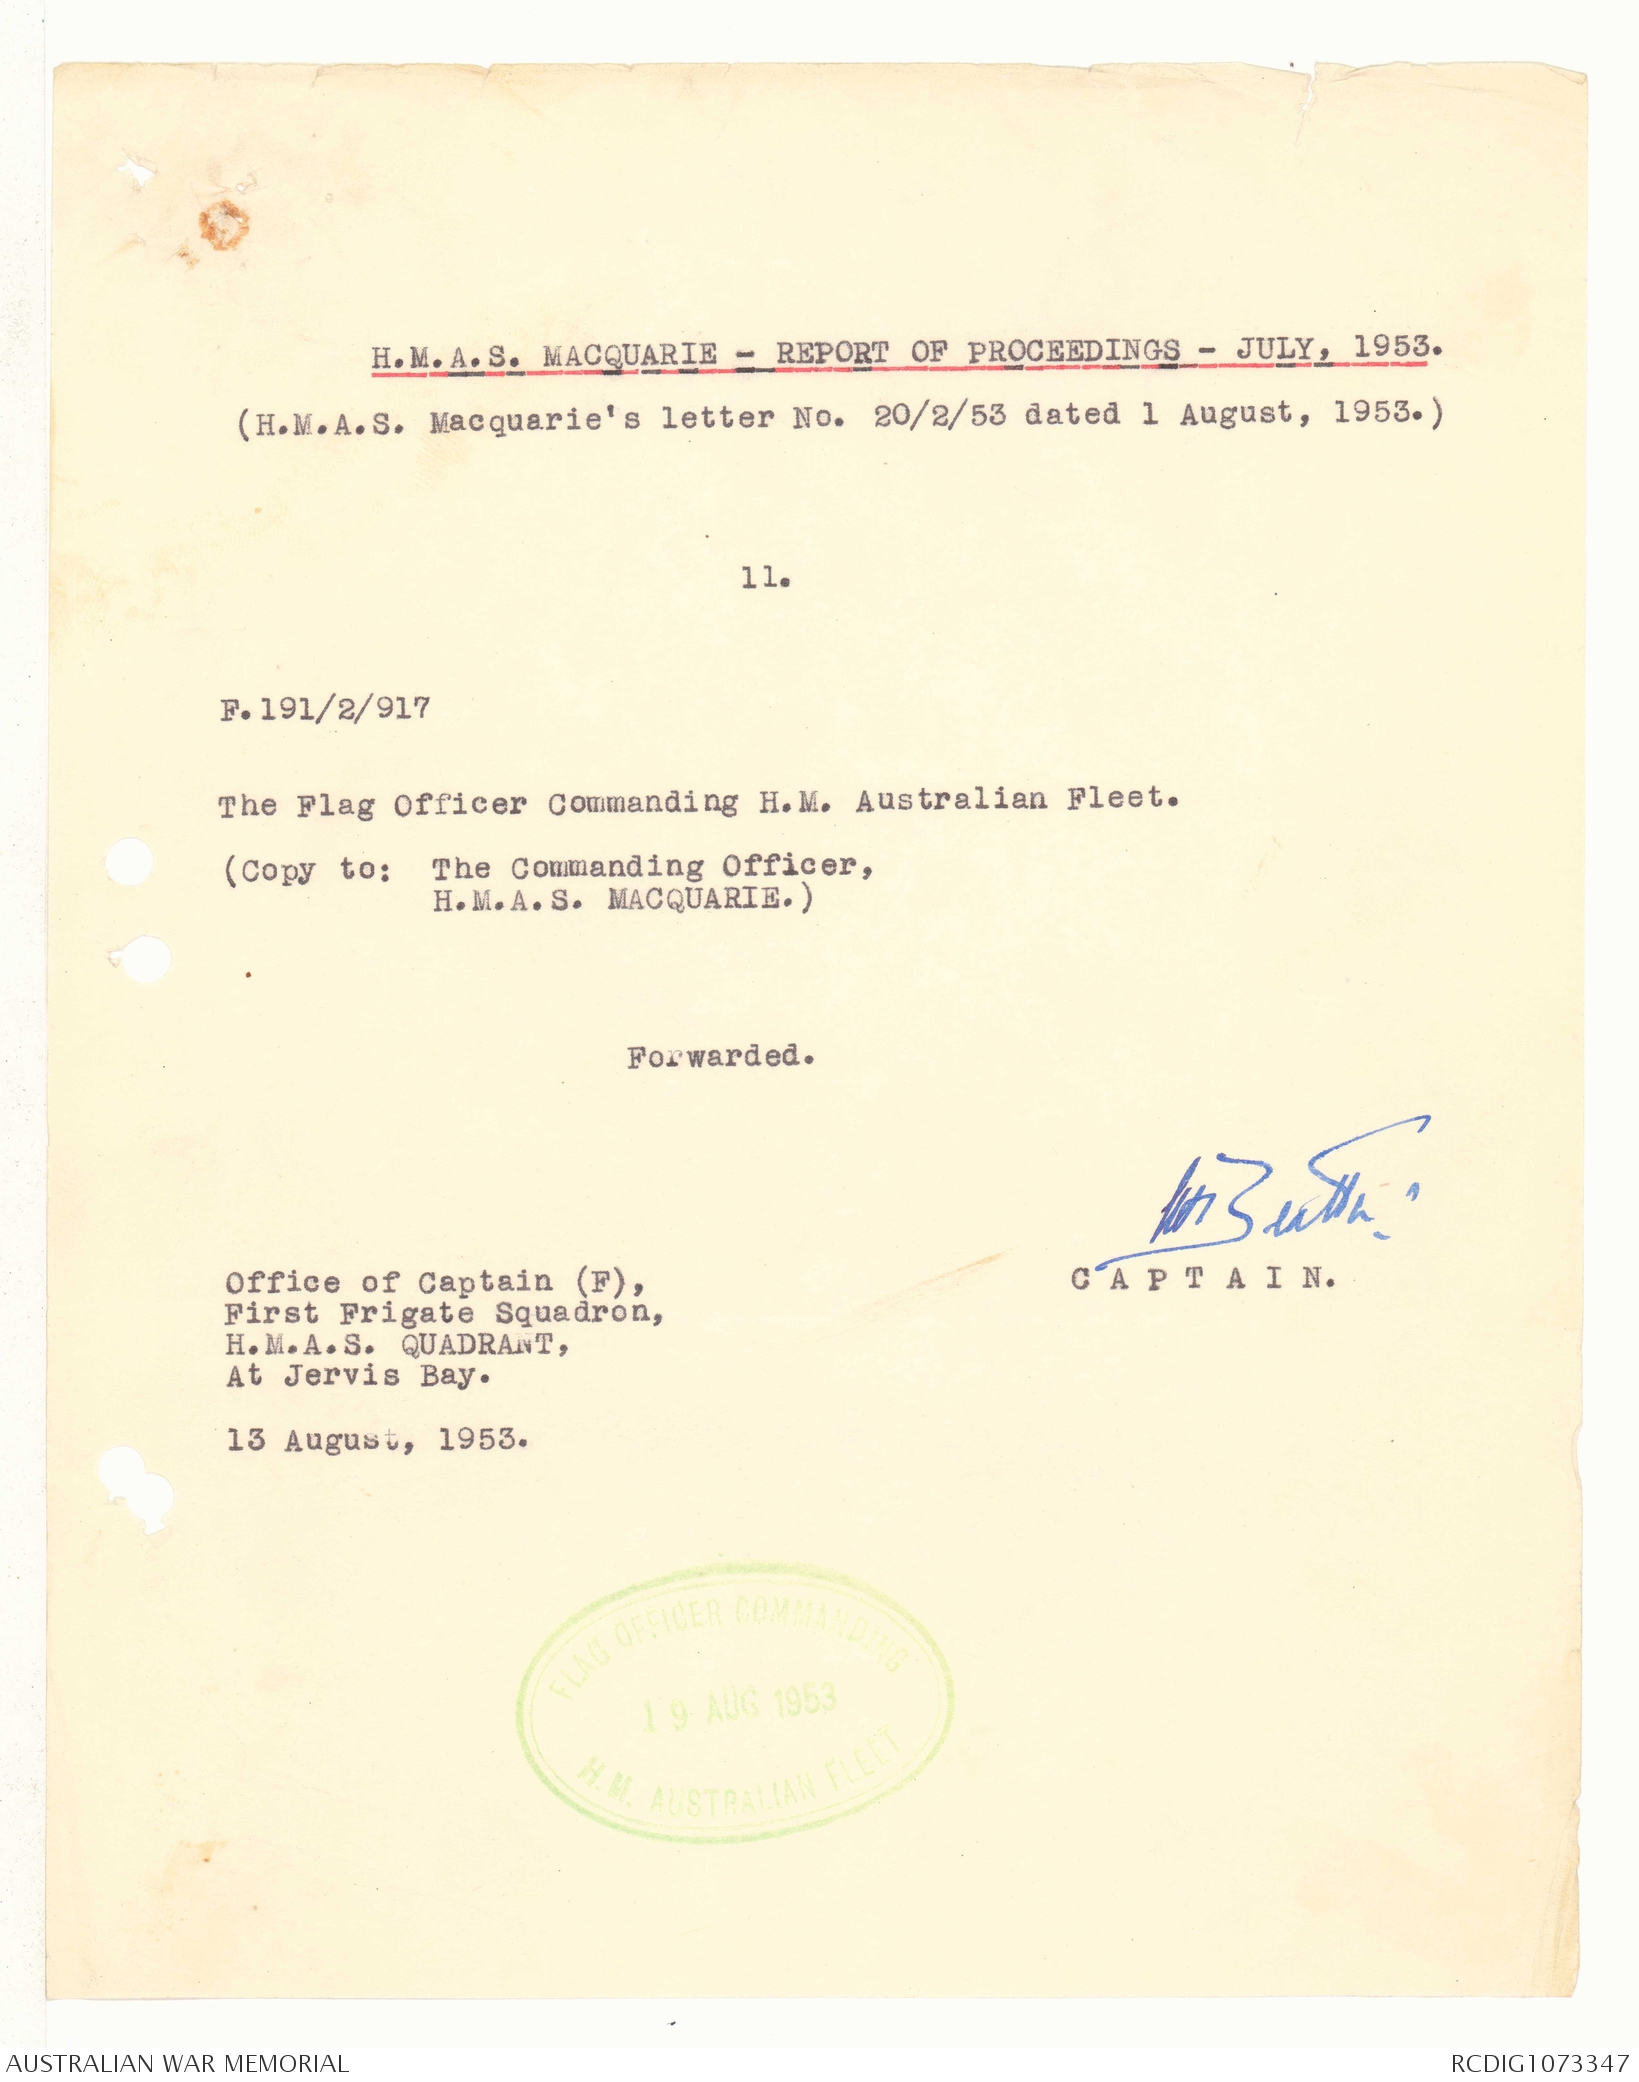 H.M.A.S. MACQUARIE - REPORT OF PROCEEDINGS - JULY, 1953.
(H.M.A.S. Macquarie's letter No. 20/2/53 dated 1 August, 1953.)
11.
F.191/2/917
The Flag Officer Commanding H.M. Australian Fleet.
(Copy to: The Commanding Officer,
H.M.A.S. MACQUARIE.)
Forwarded.
CAPTAIN.
Office of Captain (F),
First Frigate Squadron,
H.M.A.S. QUADRANT,
At Jervis Bay.
13 August, 1953.
FLAG OFFICER COMMANDING
19 AUG 1953
H.M. AUSTRALIAN FLEET
AUSTRALIAN WAR MEMORIAL
RCDIG1073347